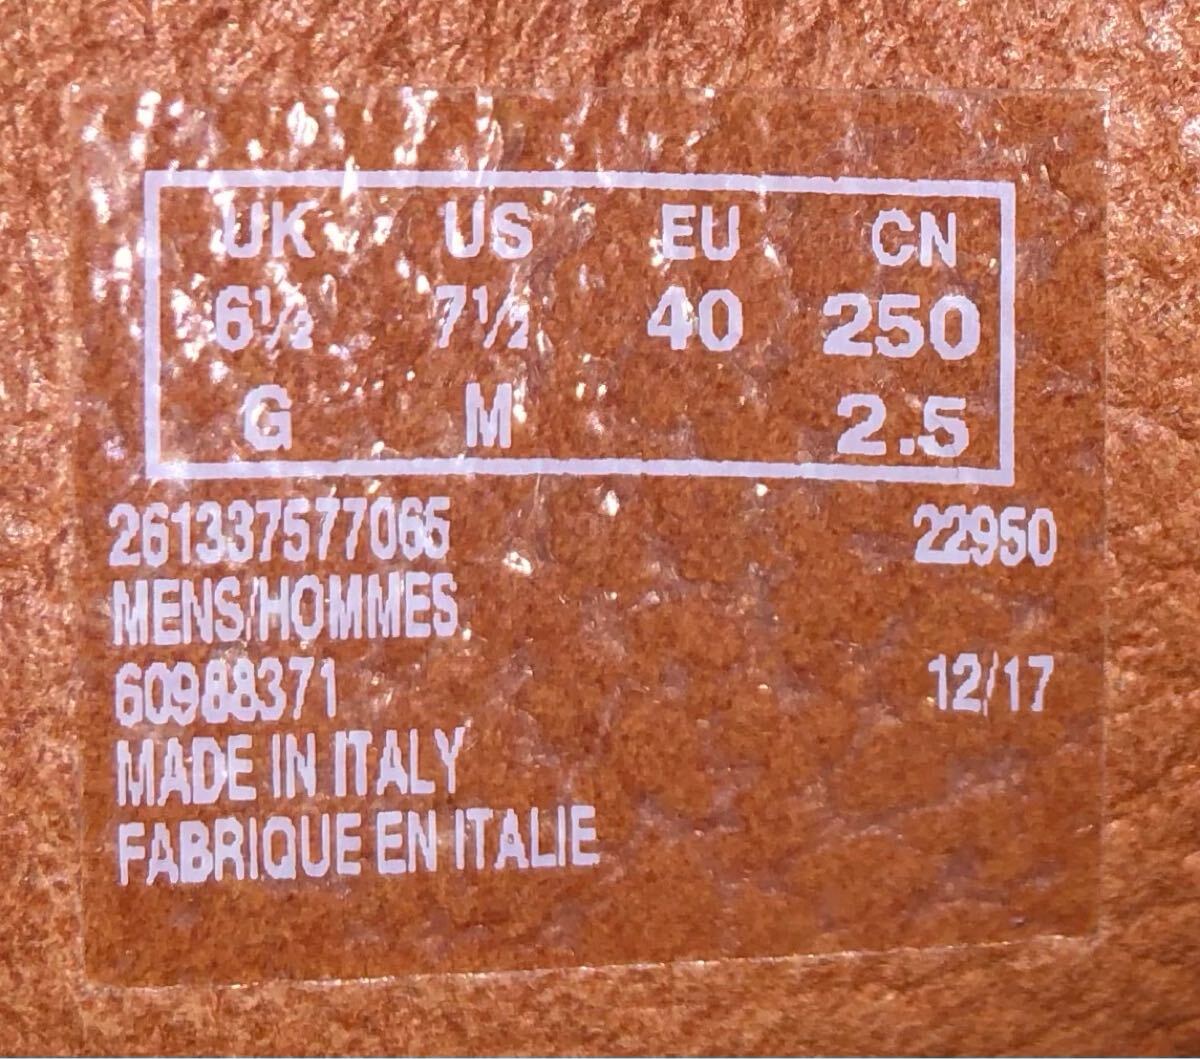 UK US EU CN
6½ 7½ 40 250
G M 2.5
261337577065 22950
MENS/HOMMES
60988371 12/17
MADE IN ITALY
FABRIQUE EN ITALIE